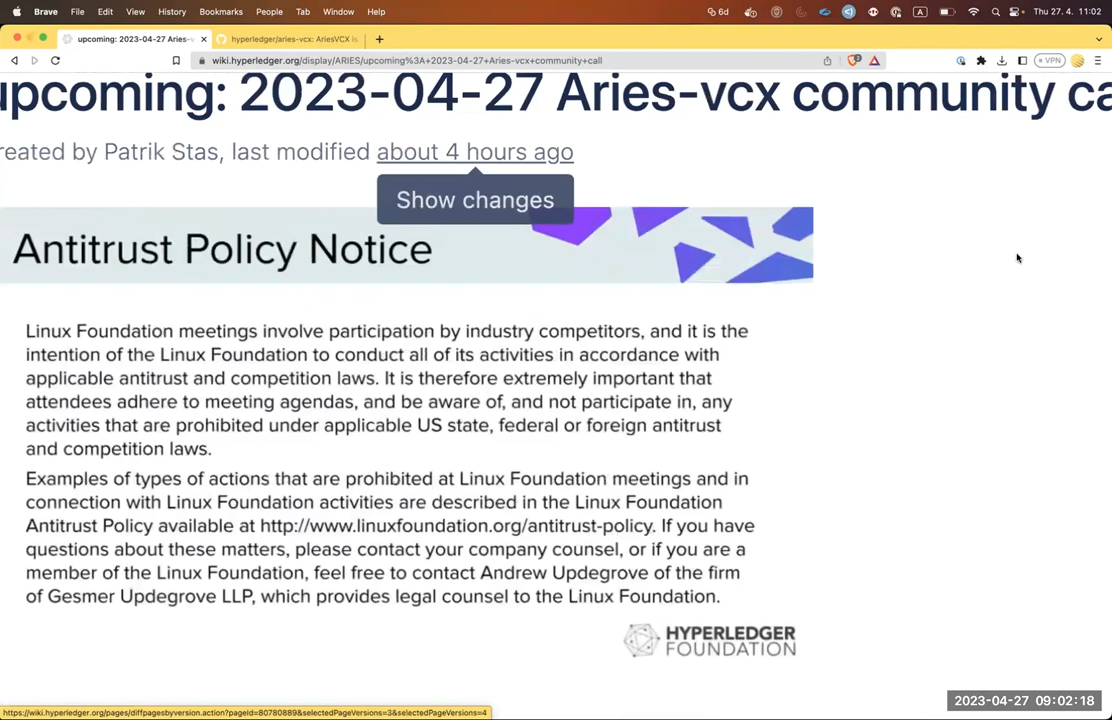 Brave File Edit View History Bookmarks People Tab Window Help 6d A Thu 27. 4. 11:02
upcoming: 2023-04-27 Aries-v hyperledger/aries-vcx: AriesVCX is
wiki.hyperledger.org/display/ARIES/upcoming%3A+2023-04-27+Aries-vcx+community+call 2 VPN
upcoming: 2023-04-27 Aries-vcx community ca
reated by Patrik Stas, last modified about 4 hours ago
Show changes
Antitrust Policy Notice
Linux Foundation meetings involve participation by industry competitors, and it is the
intention of the Linux Foundation to conduct all of its activities in accordance with
applicable antitrust and competition laws. It is therefore extremely important that
attendees adhere to meeting agendas, and be aware of, and not participate in, any
activities that are prohibited under applicable US state, federal or foreign antitrust
and competition laws.
Examples of types of actions that are prohibited at Linux Foundation meetings and in
connection with Linux Foundation activities are described in the Linux Foundation
Antitrust Policy available at http://www.linuxfoundation.org/antitrust-policy. If you have
questions about these matters, please contact your company counsel, or if you are a
member of the Linux Foundation, feel free to contact Andrew Updegrove of the firm
of Gesmer Updegrove LLP, which provides legal counsel to the Linux Foundation.
HYPERLEDGER
FOUNDATION
2023-04-27 09:02:18
https://wiki.hyperledger.org/pages/diffpagesbyversion.action?pageId=80780889&selectedPageVersions=3&selectedPageVersions=4